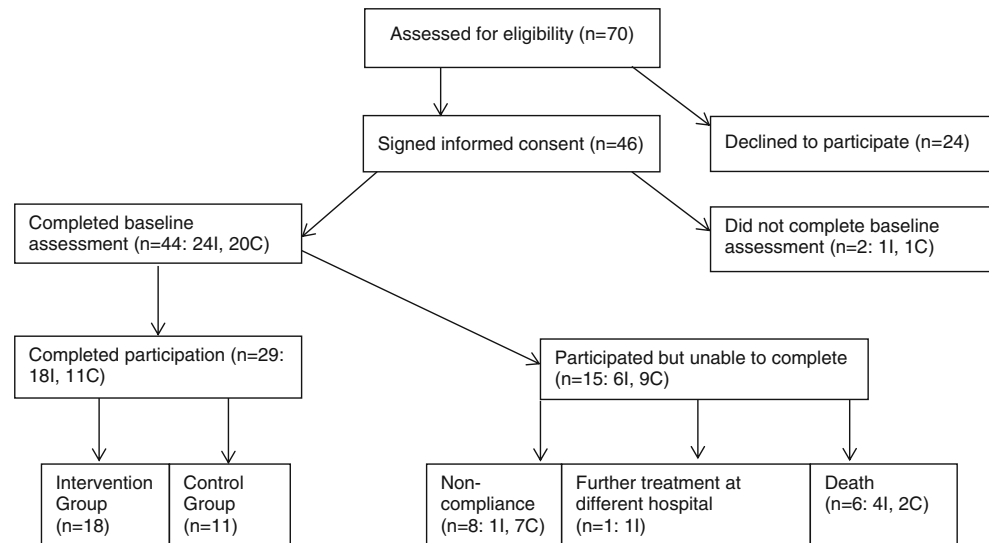 Assessed for eligibility (n=70)
Signed informed consent (n=46)
Declined to participate (n=24)
Completed baseline
assessment (n=44: 24I, 20C)
Did not complete baseline
assessment (n=2: 1I, 1C)
Completed participation (n=29:
18I, 11C)
Participated but unable to complete
(n=15: 6I, 9C)
Intervention
Group
(n=18)
Control
Group
(n=11)
Non-
compliance
(n=8: 1I, 7C)
Further treatment at
different hospital
(n=1: 1I)
Death
(n=6: 4I, 2C)